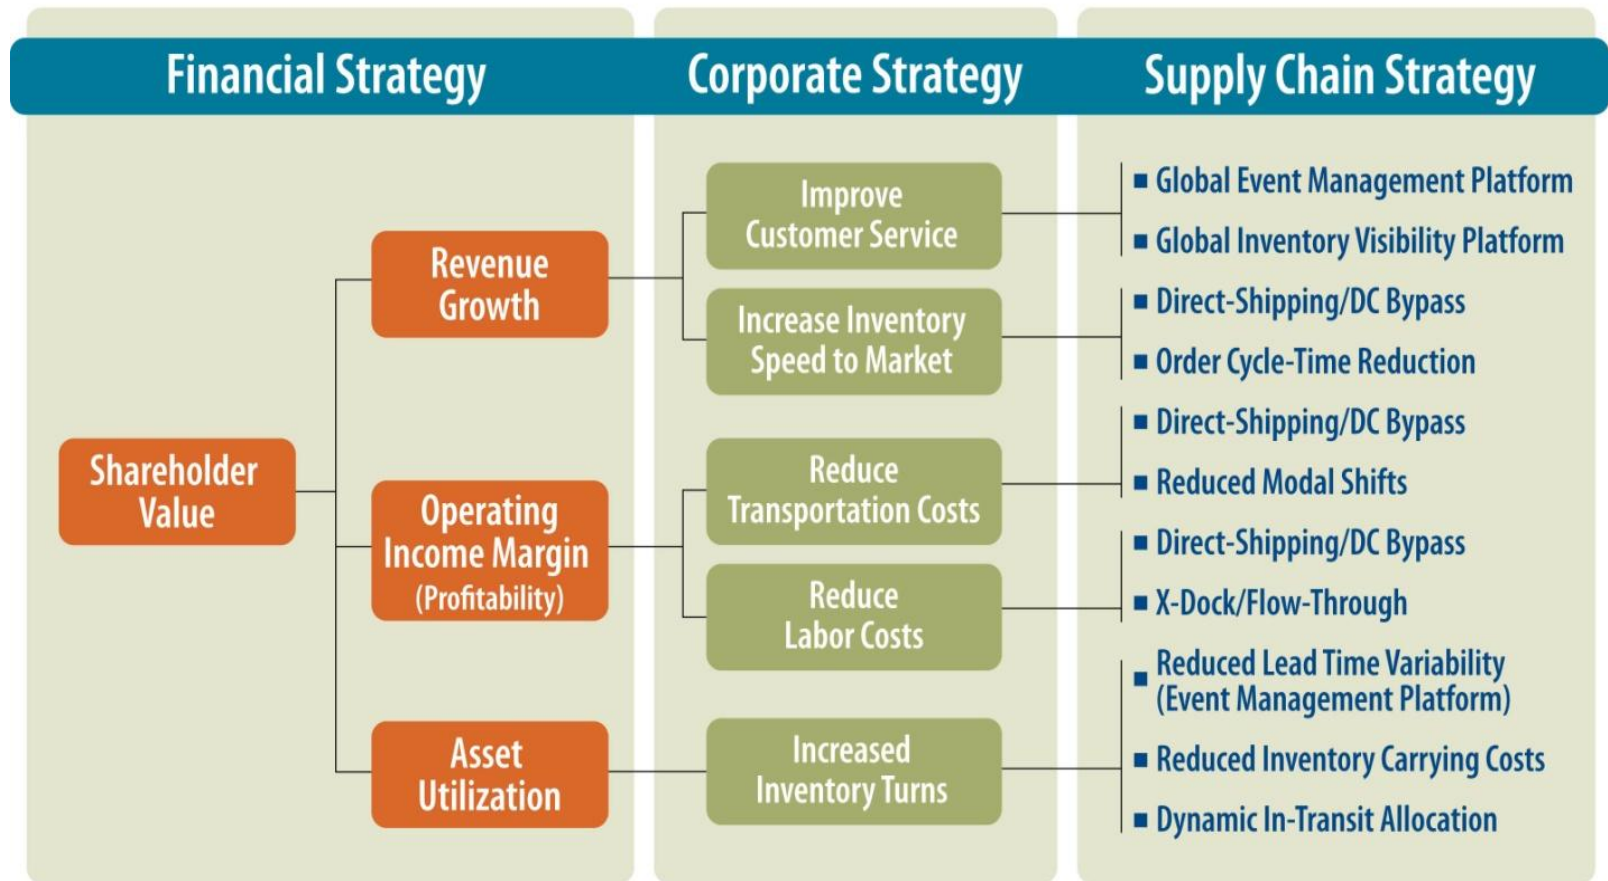 Financial Strategy
Corporate Strategy
Supply Chain Strategy
Shareholder
Value
Revenue
Growth
Operating
Income Margin
(Profitability)
Asset
Utilization
Improve
Customer Service
Increase Inventory
Speed to Market
Reduce
Transportation Costs
Reduce
Labor Costs
Increased
Inventory Turns
■ Global Event Management Platform
■ Global Inventory Visibility Platform
■ Direct-Shipping/DC Bypass
■ Order Cycle-Time Reduction
■ Direct-Shipping/DC Bypass
■ Reduced Modal Shifts
■ Direct-Shipping/DC Bypass
■ X-Dock/Flow-Through
■ Reduced Lead Time Variability
(Event Management Platform)
■ Reduced Inventory Carrying Costs
■ Dynamic In-Transit Allocation